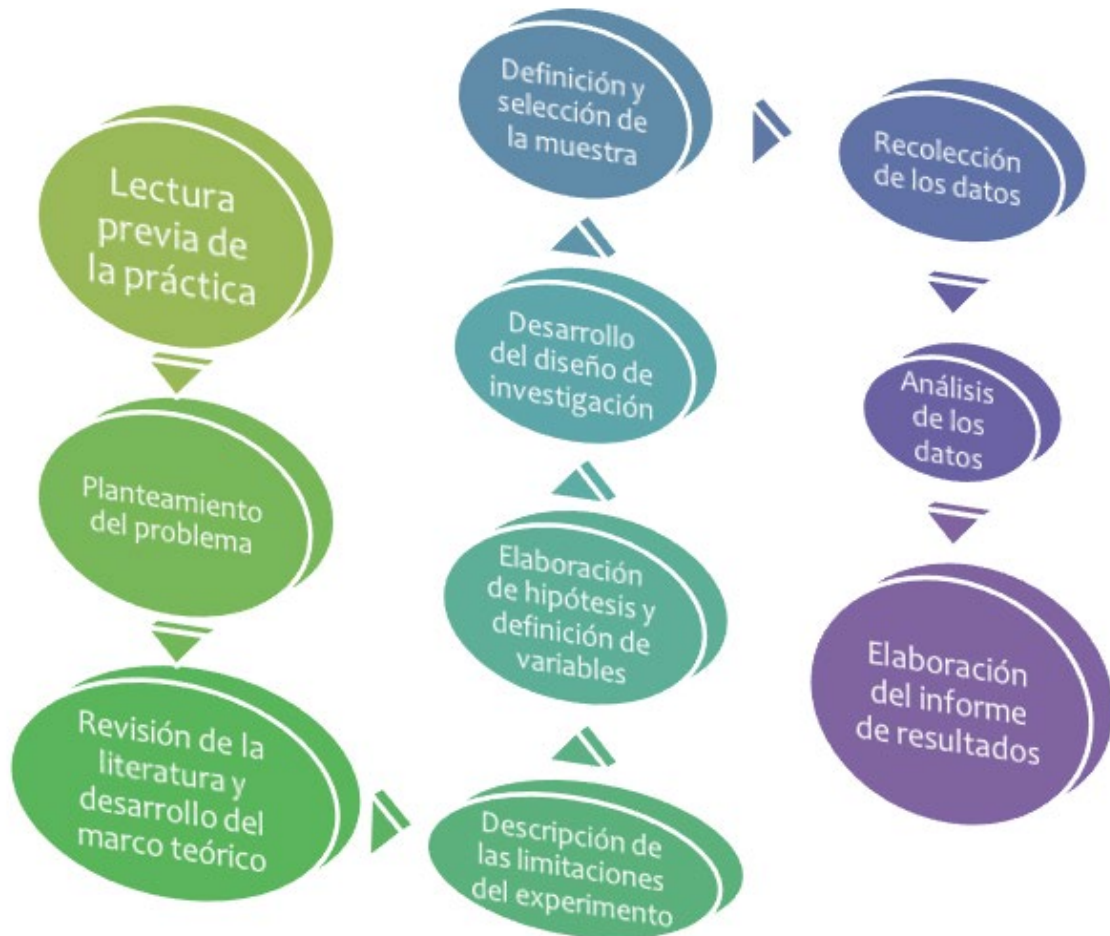 Lectura
previa de
la práctica
Planteamiento
del problema
Revisión de la
literatura y
desarrollo del
marco teórico
Descripción de
las limitaciones
del experimento
Elaboración
de hipótesis y
definición de
variables
Desarrollo
del diseño de
investigación
Definición y
selección de
la muestra
Recolección
de los datos
Análisis
de los
datos
Elaboración
del informe
de resultados